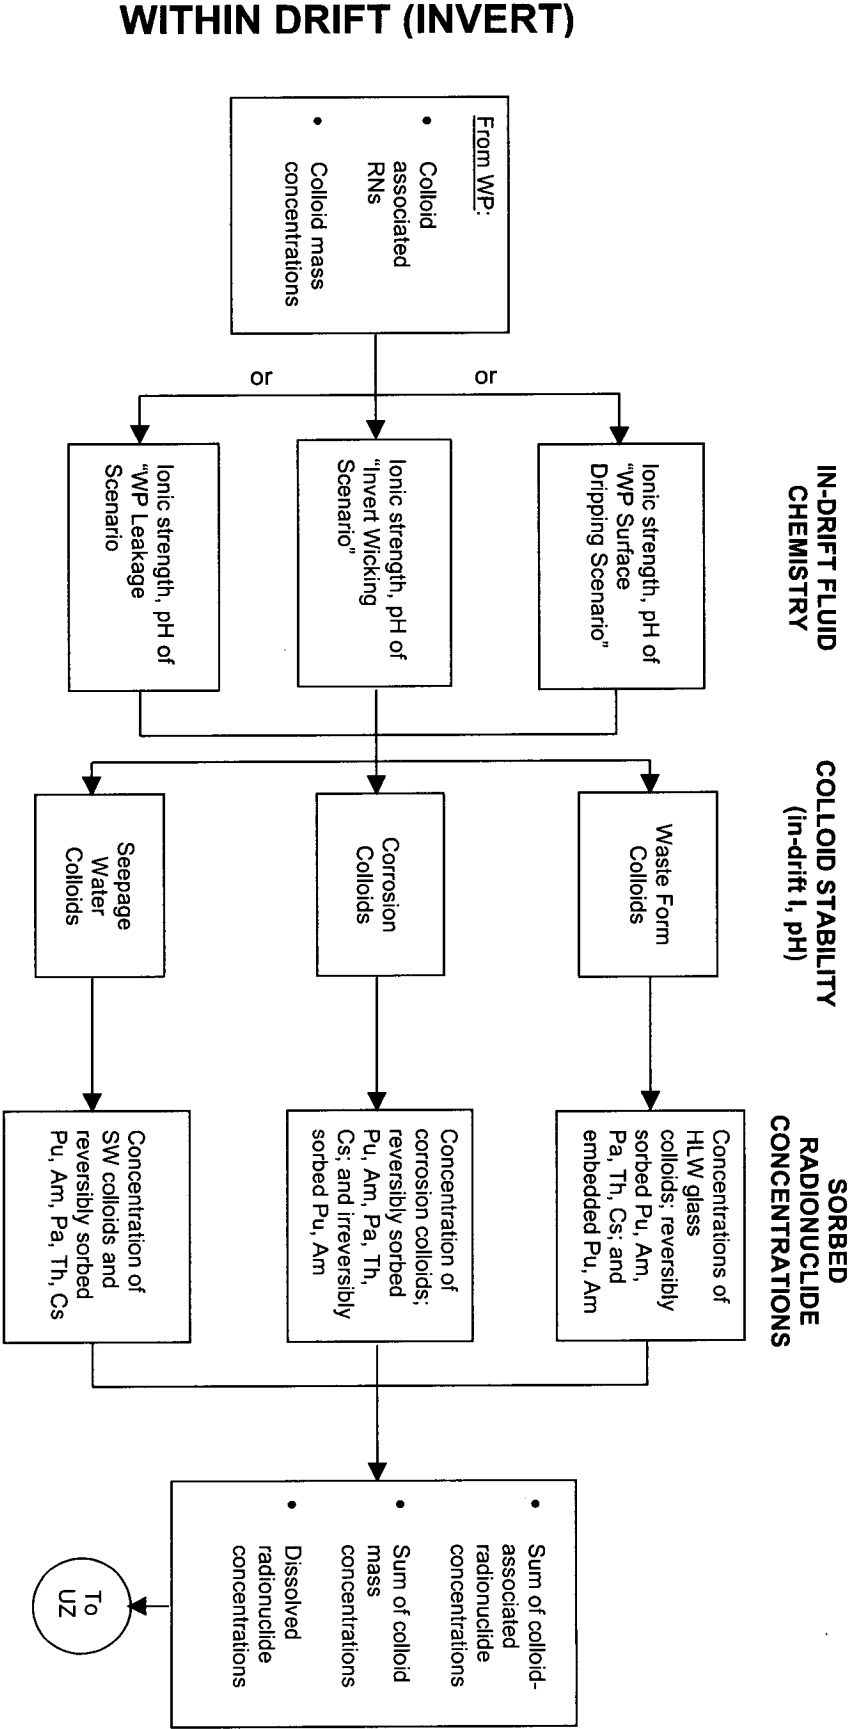 WITHIN DRIFT (INVERT)
IN-DRIFT FLUID
CHEMISTRY
COLLOID STABILITY
(in-drift I, pH)
SORBED
RADIONUCLIDE
CONCENTRATIONS
From WP:
• Colloid
associated
RNs
• Colloid mass
concentrations
or
or
Ionic strength, pH of
"WP Surface
Dripping Scenario"
Ionic strength, pH of
"Invert Wicking
Scenario"
Ionic strength, pH of
"WP Leakage
Scenario
Waste Form
Colloids
Corrosion
Colloids
Seepage
Water
Colloids
Concentrations of
HLW glass
colloids; reversibly
sorbed Pu, Am,
Pa, Th, Cs; and
embedded Pu, Am
Concentration of
corrosion colloids;
reversibly sorbed
Pu, Am, Pa, Th,
Cs; and irreversibly
sorbed Pu, Am
Concentration of
SW colloids and
reversibly sorbed
Pu, Am, Pa, Th, Cs
• Sum of colloid-
associated
radionuclide
concentrations
• Sum of colloid
mass
concentrations
• Dissolved
radionuclide
concentrations
To
UZ